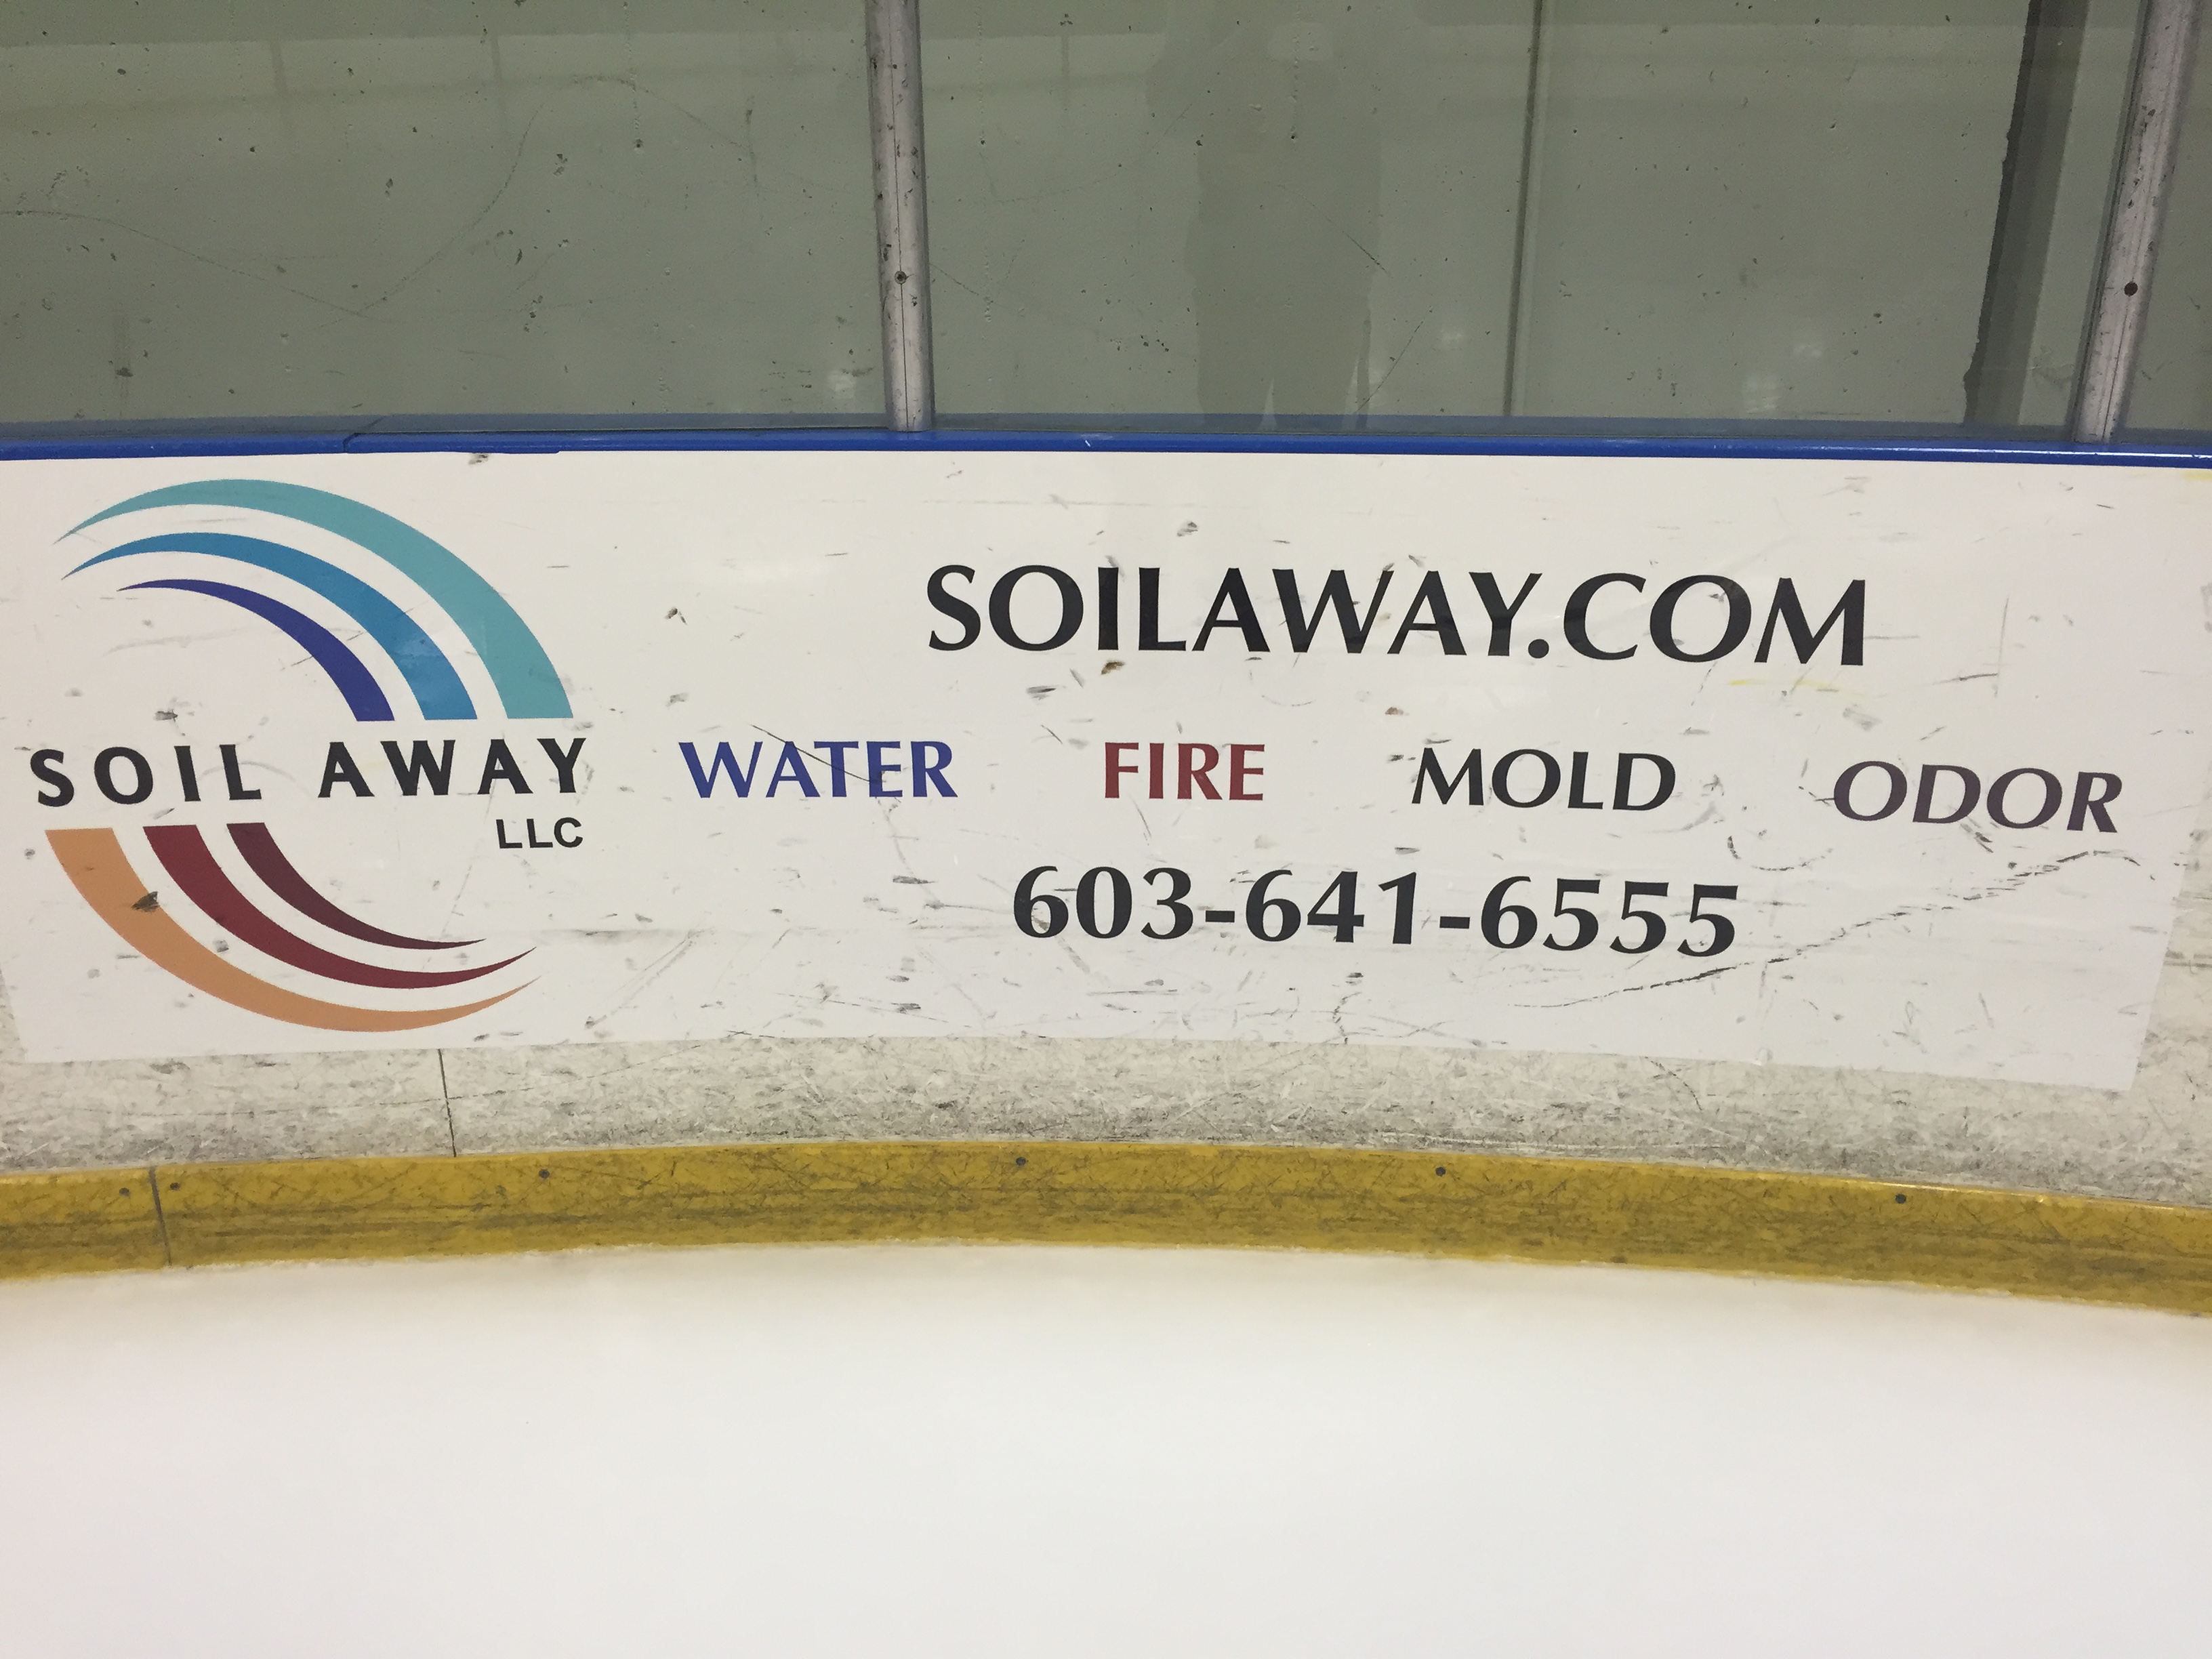 SOIL AWAY
LLC
SOILAWAY.COM
WATER FIRE MOLD ODOR
603-641-6555